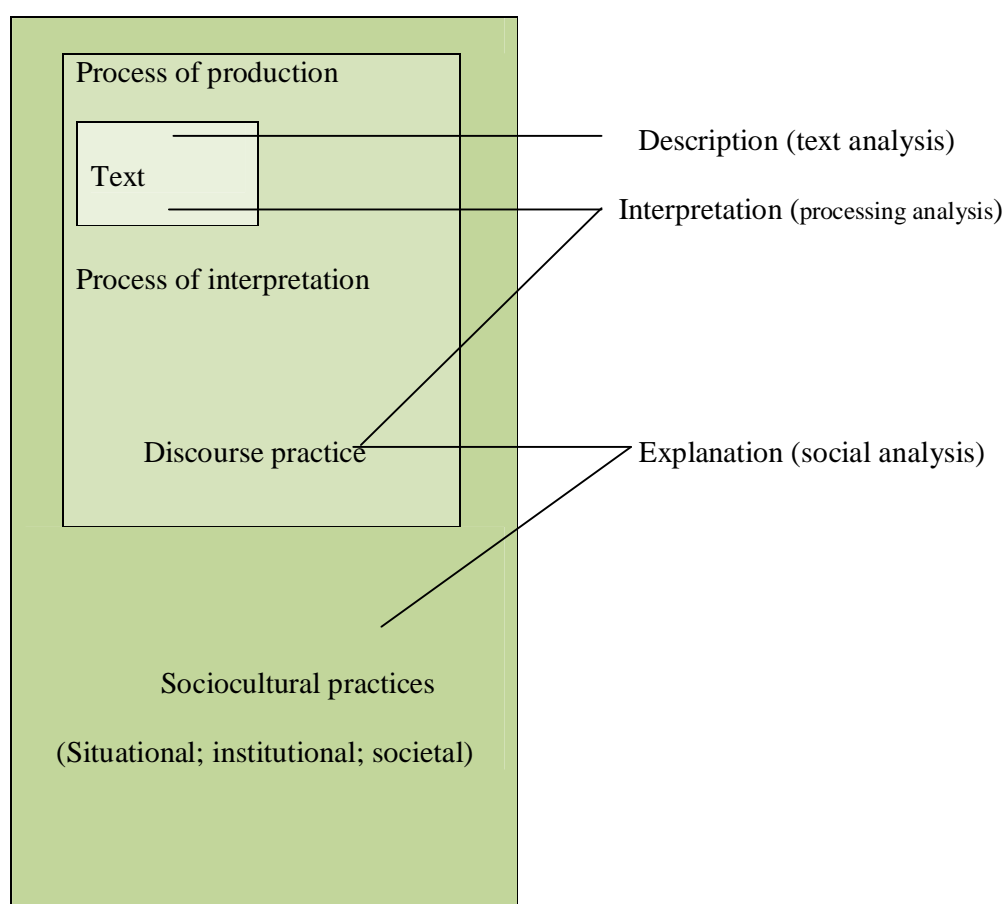 Process of production
Description (text analysis)
Text
Interpretation (processing analysis)
Process of interpretation
Discourse practice
Explanation (social analysis)
Sociocultural practices
(Situational; institutional; societal)